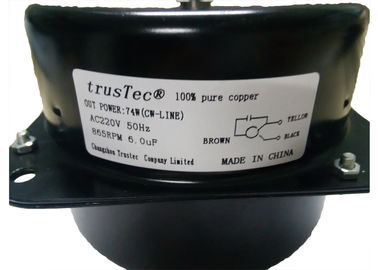 trusTec® 100% pure copper
OUT POWER:74W(CW-LINE)
AC220V 50Hz
865RPM 6.0uF
YELLOW
BLACK
BROWN
Changzhou Trustec Company Limited
MADE IN CHINA